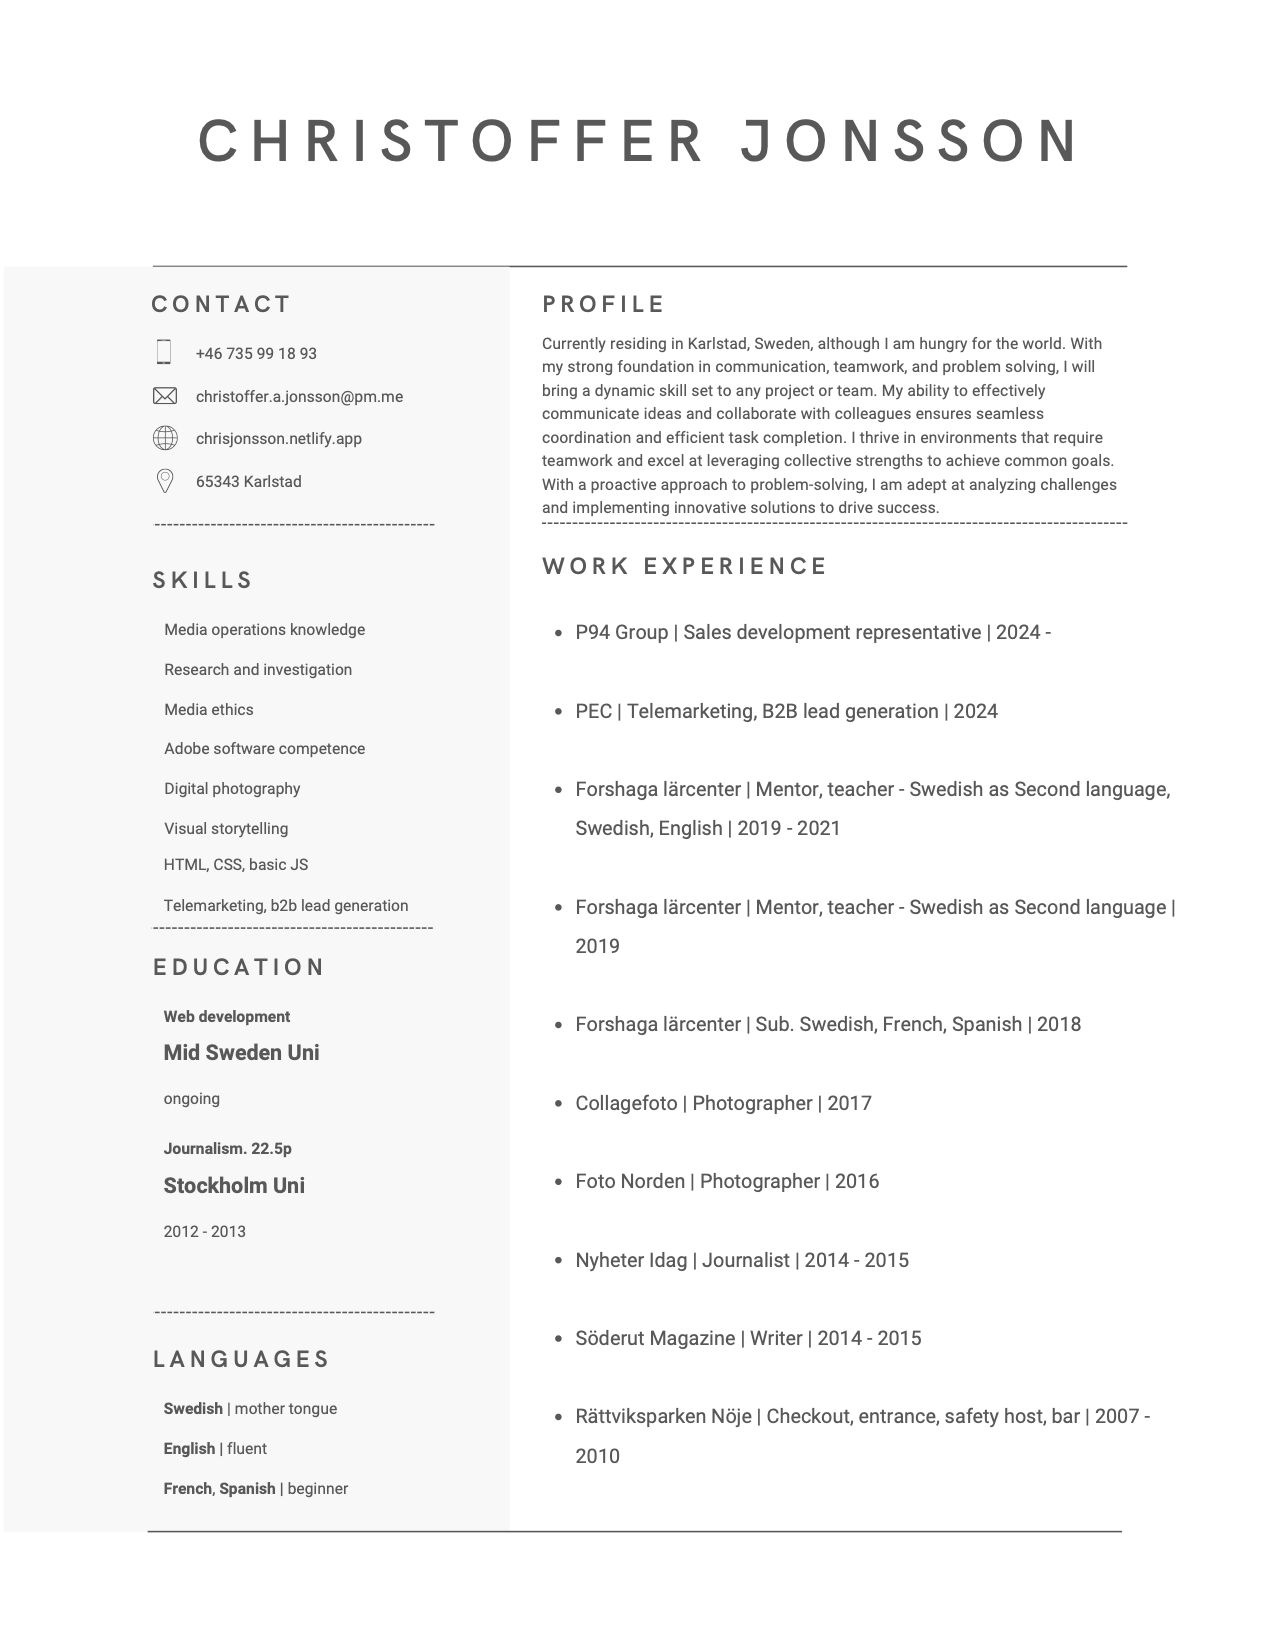 CHRISTOFFER JONSSON
CONTACT
+46 735 99 18 93
christoffer.a.jonsson@pm.me
chrisjonsson.netlify.app
65343 Karlstad
SKILLS
Media operations knowledge
Research and investigation
Media ethics
Adobe software competence
Digital photography
Visual storytelling
HTML, CSS, basic JS
Telemarketing, b2b lead generation
EDUCATION
Web development
Mid Sweden Uni
ongoing
Journalism. 22.5p
Stockholm Uni
2012 - 2013
LANGUAGES
Swedish | mother tongue
English | fluent
French, Spanish | beginner
PROFILE
Currently residing in Karlstad, Sweden, although I am hungry for the world. With
my strong foundation in communication, teamwork, and problem solving, I will
bring a dynamic skill set to any project or team. My ability to effectively
communicate ideas and collaborate with colleagues ensures seamless
coordination and efficient task completion. I thrive in environments that require
teamwork and excel at leveraging collective strengths to achieve common goals.
With a proactive approach to problem-solving, I am adept at analyzing challenges
and implementing innovative solutions to drive success.
WORK EXPERIENCE
• P94 Group | Sales development representative | 2024 -
• PEC | Telemarketing, B2B lead generation | 2024
• Forshaga lärcenter | Mentor, teacher - Swedish as Second language,
Swedish, English | 2019 - 2021
• Forshaga lärcenter | Mentor, teacher - Swedish as Second language |
2019
• Forshaga lärcenter | Sub. Swedish, French, Spanish | 2018
• Collagefoto | Photographer | 2017
• Foto Norden | Photographer | 2016
• Nyheter Idag | Journalist | 2014 - 2015
• Söderut Magazine | Writer | 2014 - 2015
• Rättviksparken Nöje | Checkout, entrance, safety host, bar | 2007 -
2010